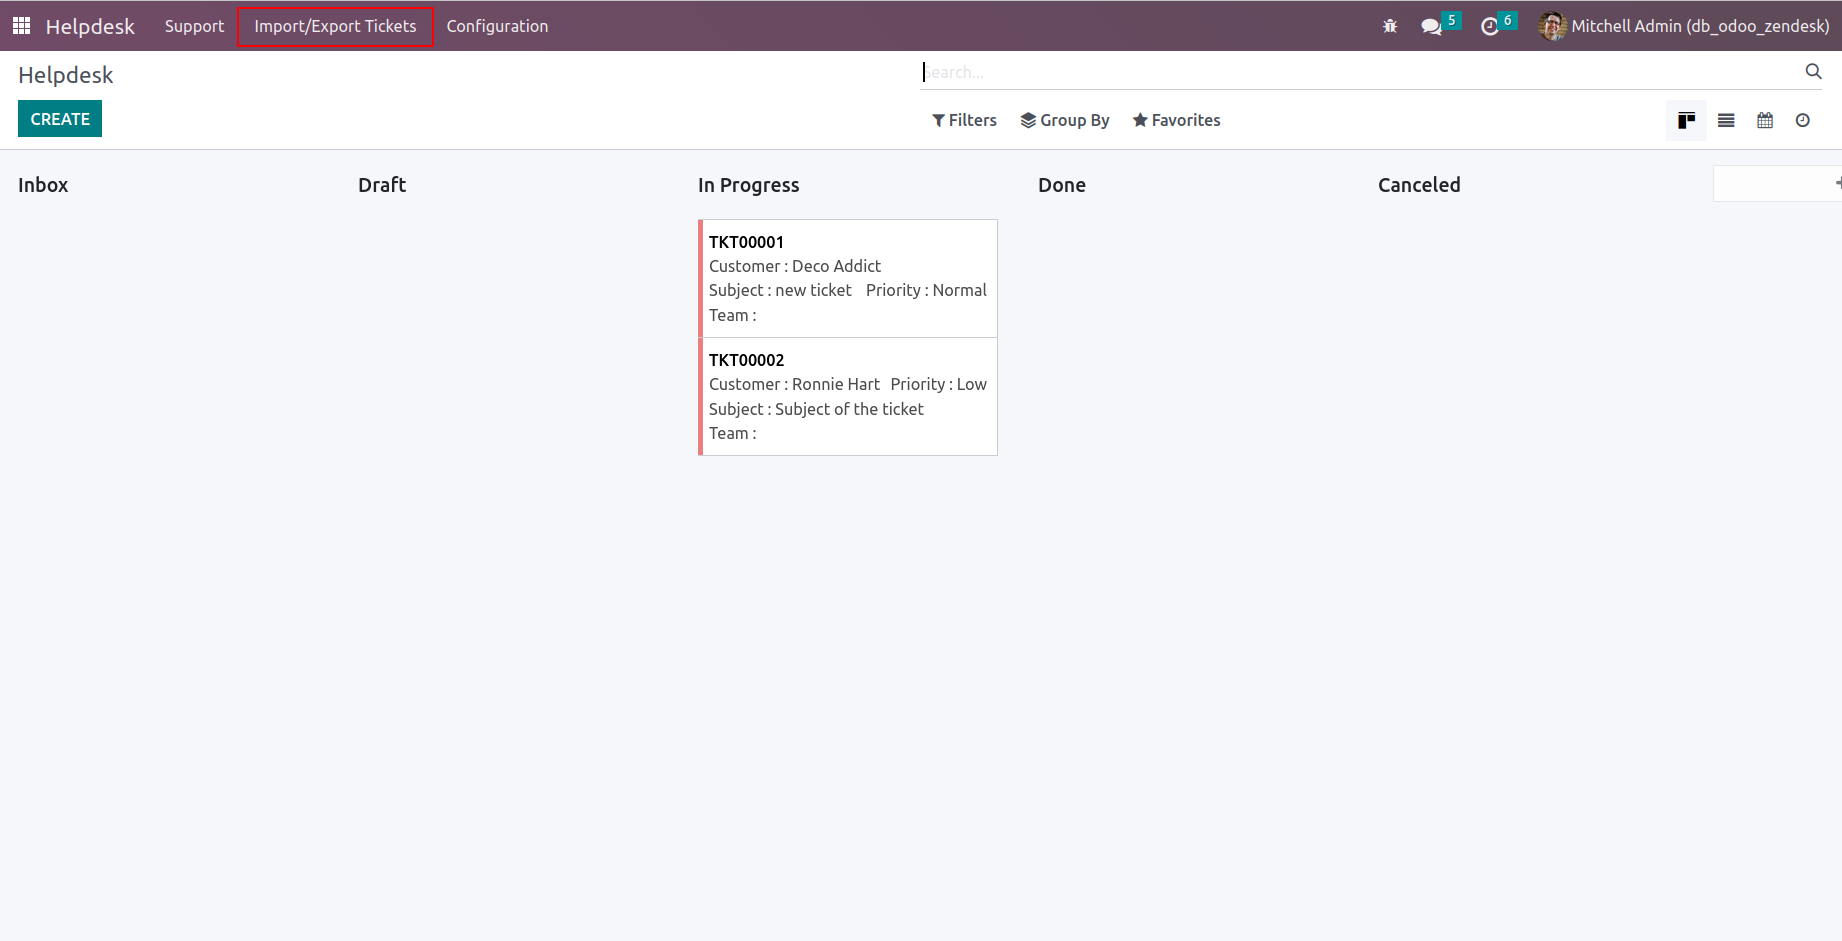 Helpdesk Support Import/Export Tickets Configuration 5 6 Mitchell Admin (db_odoo_zendesk)
Helpdesk
Search...
CREATE
Filters Group By Favorites
Inbox Draft In Progress Done Canceled
TKT00001
Customer : Deco Addict
Subject : new ticket Priority : Normal
Team :
TKT00002
Customer : Ronnie Hart Priority : Low
Subject : Subject of the ticket
Team :